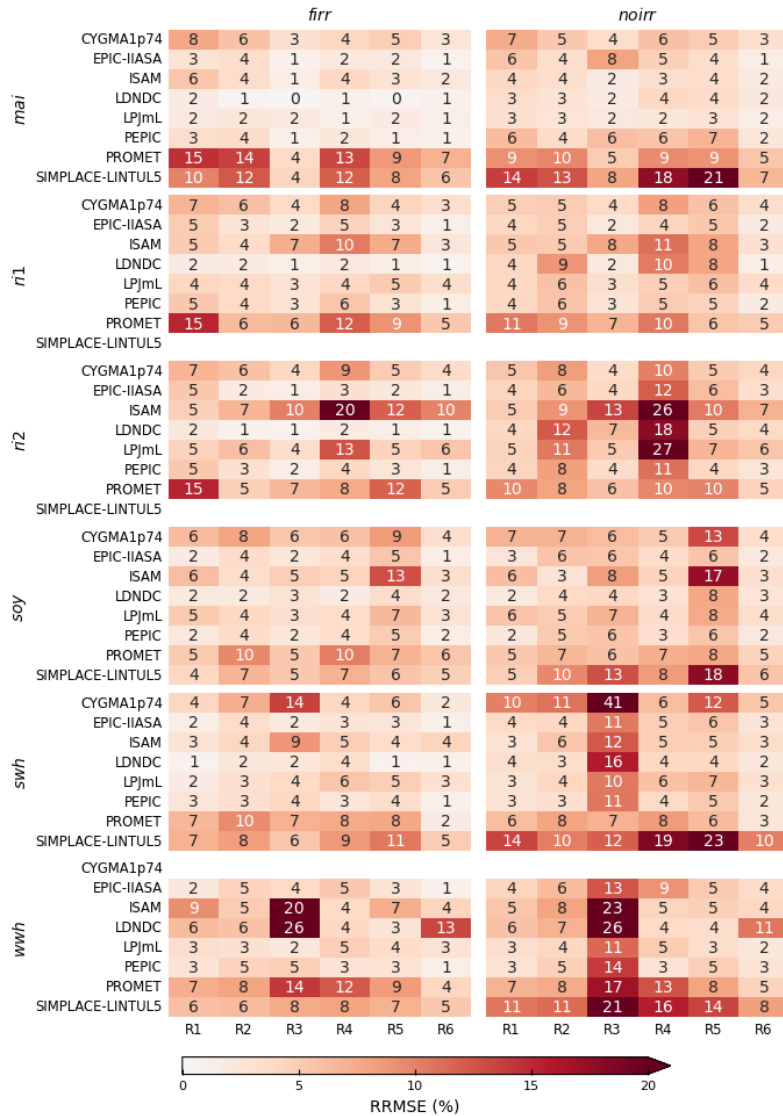 firr noirr
mai
CYGMA1p74 8 6 3 4 5 3 7 5 4 6 5 3
EPIC-IIASA 3 4 1 2 2 1 6 4 8 5 4 1
ISAM 6 4 1 4 3 2 4 4 2 3 4 2
LDNDC 2 1 0 1 0 1 3 3 2 4 4 2
LPJmL 2 2 2 1 2 1 3 3 2 2 3 2
PEPIC 3 4 1 2 1 1 6 4 6 6 7 2
PROMET 15 14 4 13 9 7 9 10 5 9 9 5
SIMPLACE-LINTUL5 10 12 4 12 8 6 14 13 8 18 21 7
ri1
CYGMA1p74 7 6 4 8 4 3 5 5 4 8 6 4
EPIC-IIASA 5 3 2 5 3 1 4 5 2 4 5 2
ISAM 5 4 7 10 7 3 5 5 8 11 8 3
LDNDC 2 2 1 2 1 1 4 9 2 10 8 1
LPJmL 4 4 3 4 5 4 4 6 3 5 6 4
PEPIC 5 4 3 6 3 1 4 6 3 5 5 2
PROMET 15 6 6 12 9 5 11 9 7 10 6 5
SIMPLACE-LINTUL5
ri2
CYGMA1p74 7 6 4 9 5 4 5 8 4 10 5 4
EPIC-IIASA 5 2 1 3 2 1 4 6 4 12 6 3
ISAM 5 7 10 20 12 10 5 9 13 26 10 7
LDNDC 2 1 1 2 1 1 4 12 7 18 5 4
LPJmL 5 6 4 13 5 6 5 11 5 27 7 6
PEPIC 5 3 2 4 3 1 4 8 4 11 4 3
PROMET 15 5 7 8 12 5 10 8 6 10 10 5
SIMPLACE-LINTUL5
soy
CYGMA1p74 6 8 6 6 9 4 7 7 6 5 13 4
EPIC-IIASA 2 4 2 4 5 1 3 6 6 4 6 2
ISAM 6 4 5 5 13 3 6 3 8 5 17 3
LDNDC 2 2 3 2 4 2 2 4 4 3 8 3
LPJmL 5 4 3 4 7 3 6 5 7 4 8 4
PEPIC 2 4 2 4 5 2 2 5 6 3 6 2
PROMET 5 10 5 10 7 6 5 7 6 7 8 5
SIMPLACE-LINTUL5 4 7 5 7 6 5 5 10 13 8 18 6
swh
CYGMA1p74 4 7 14 4 6 2 10 11 41 6 12 5
EPIC-IIASA 2 4 2 3 3 1 4 4 11 5 6 3
ISAM 3 4 9 5 4 4 3 6 12 5 5 3
LDNDC 1 2 2 4 1 1 4 3 16 4 4 2
LPJmL 2 3 4 6 5 3 3 4 10 6 7 3
PEPIC 3 3 4 3 4 1 3 3 11 4 5 2
PROMET 7 10 7 8 8 2 6 8 7 8 6 3
SIMPLACE-LINTUL5 7 8 6 9 11 5 14 10 12 19 23 10
wwh
CYGMA1p74
EPIC-IIASA 2 5 4 5 3 1 4 6 13 9 5 4
ISAM 9 5 20 4 7 4 5 8 23 5 5 4
LDNDC 6 6 26 4 3 13 6 7 26 4 4 11
LPJmL 3 3 2 5 4 3 3 4 11 5 3 2
PEPIC 3 5 5 3 3 1 3 5 14 3 5 3
PROMET 7 8 14 12 9 4 7 8 17 13 8 5
SIMPLACE-LINTUL5 6 6 8 8 7 5 11 11 21 16 14 8
R1 R2 R3 R4 R5 R6 R1 R2 R3 R4 R5 R6
0 5 10 15 20
RRMSE (%)